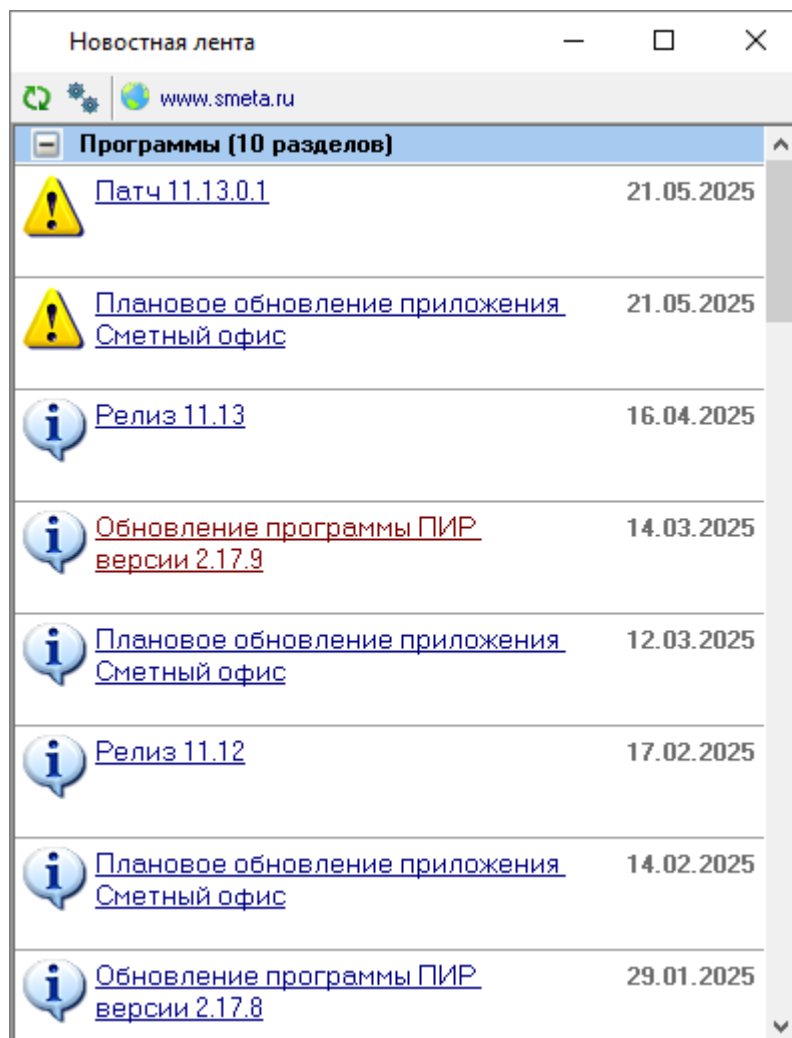 Новостная лента
www.smeta.ru
Программы (10 разделов)
Патч 11.13.0.1 21.05.2025
Плановое обновление приложения 21.05.2025
Сметный офис
Релиз 11.13 16.04.2025
Обновление программы ПИР 14.03.2025
версии 2.17.9
Плановое обновление приложения 12.03.2025
Сметный офис
Релиз 11.12 17.02.2025
Плановое обновление приложения 14.02.2025
Сметный офис
Обновление программы ПИР 29.01.2025
версии 2.17.8